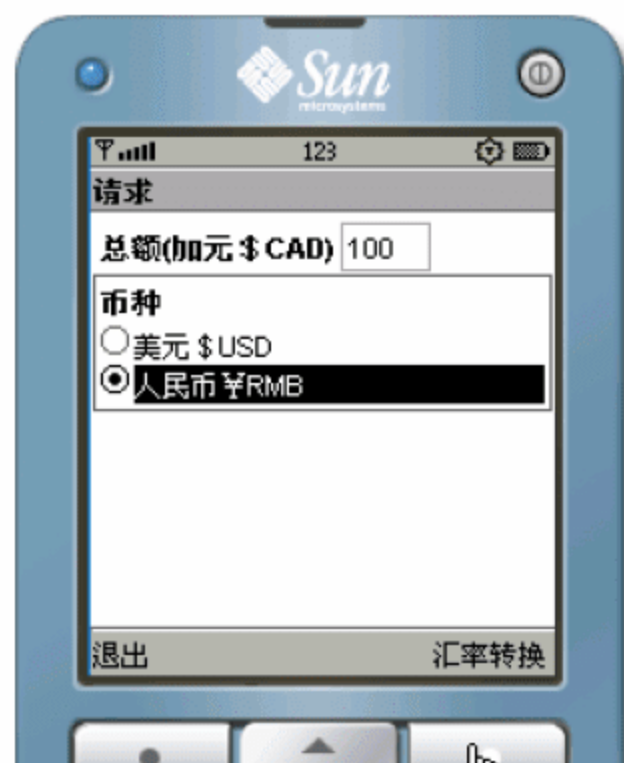 Sun
microsystems
123
请求
总额(加元$CAD) 100
币种
美元 $USD
人民币 ¥RMB
退出 汇率转换